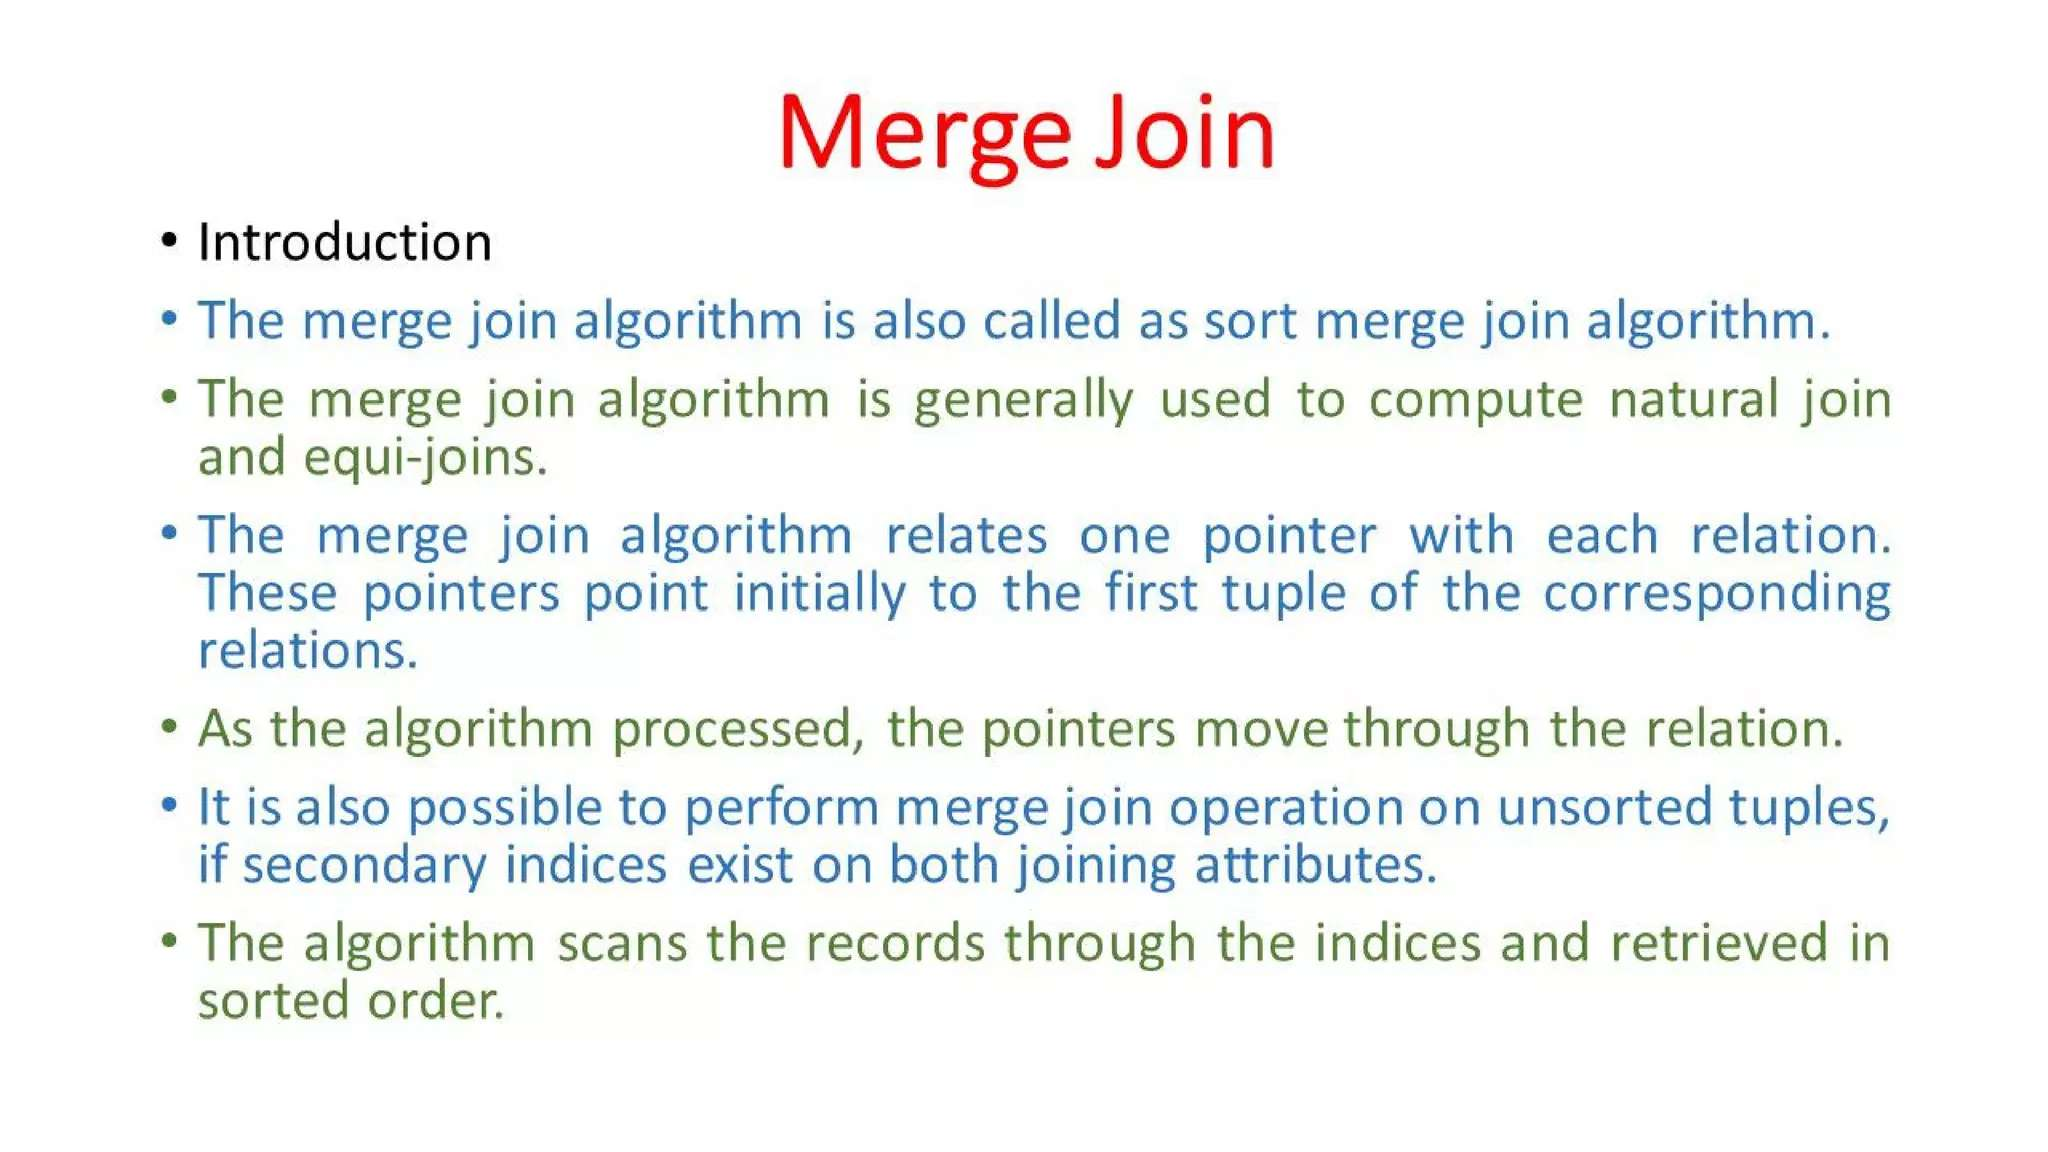 Merge Join
• Introduction
• The merge join algorithm is also called as sort merge join algorithm.
• The merge join algorithm is generally used to compute natural join
and equi-joins.
• The merge join algorithm relates one pointer with each relation.
These pointers point initially to the first tuple of the corresponding
relations.
• As the algorithm processed, the pointers move through the relation.
• It is also possible to perform merge join operation on unsorted tuples,
if secondary indices exist on both joining attributes.
• The algorithm scans the records through the indices and retrieved in
sorted order.